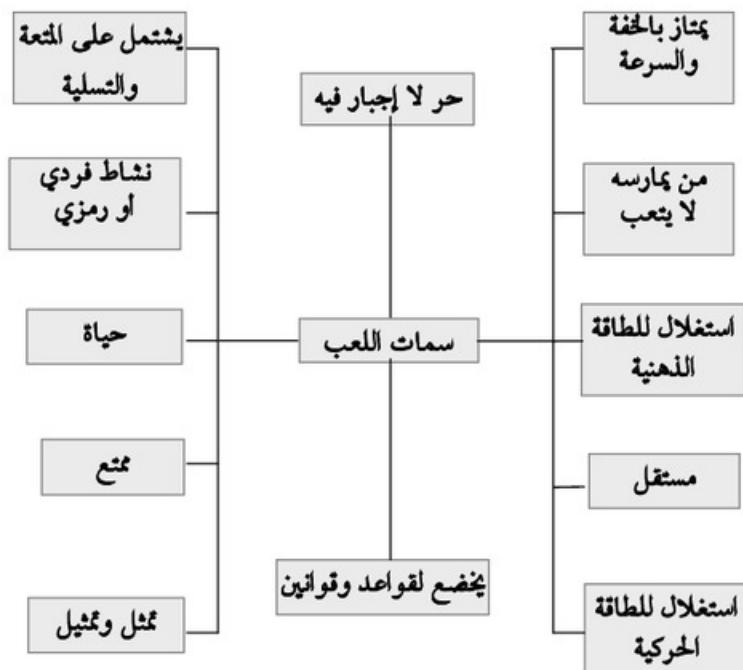 يمتاز بالخفة
والسرعة
من يمارسه
لا يتعب
استغلال للطاقة
الذهنية
مستقل
استغلال للطاقة
الحركية
حر لا إجبار فيه
سمات اللعب
يخضع لقواعد وقوانين
يشتمل على المتعة
والتسلية
نشاط فردي
أو رمزي
حياة
ممتع
تمثل وتمثيل